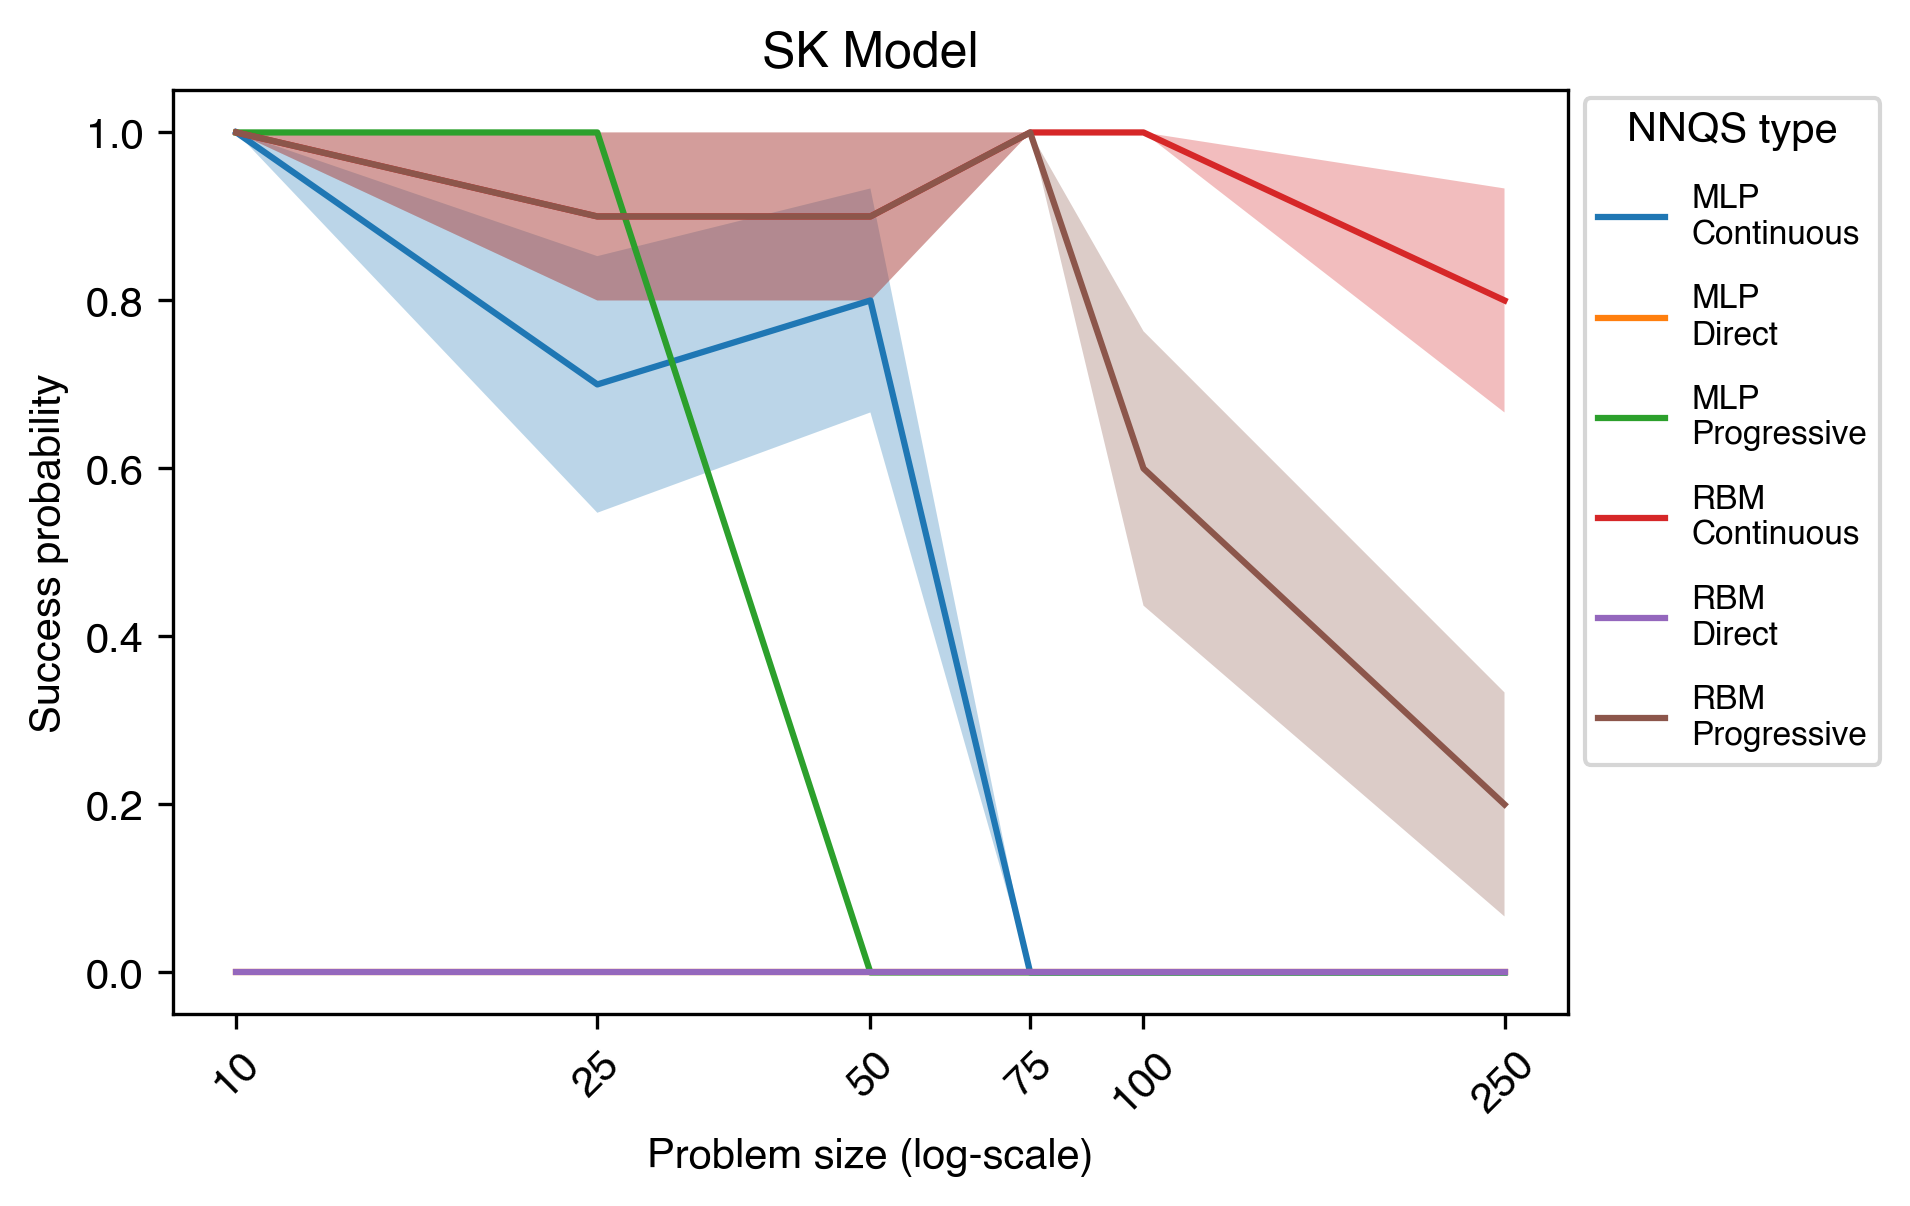 SK Model
1.0
0.8
0.6
0.4
0.2
0.0
Success probability
10
25
50
75
100
250
Problem size (log-scale)
NNQS type
MLP
Continuous
MLP
Direct
MLP
Progressive
RBM
Continuous
RBM
Direct
RBM
Progressive